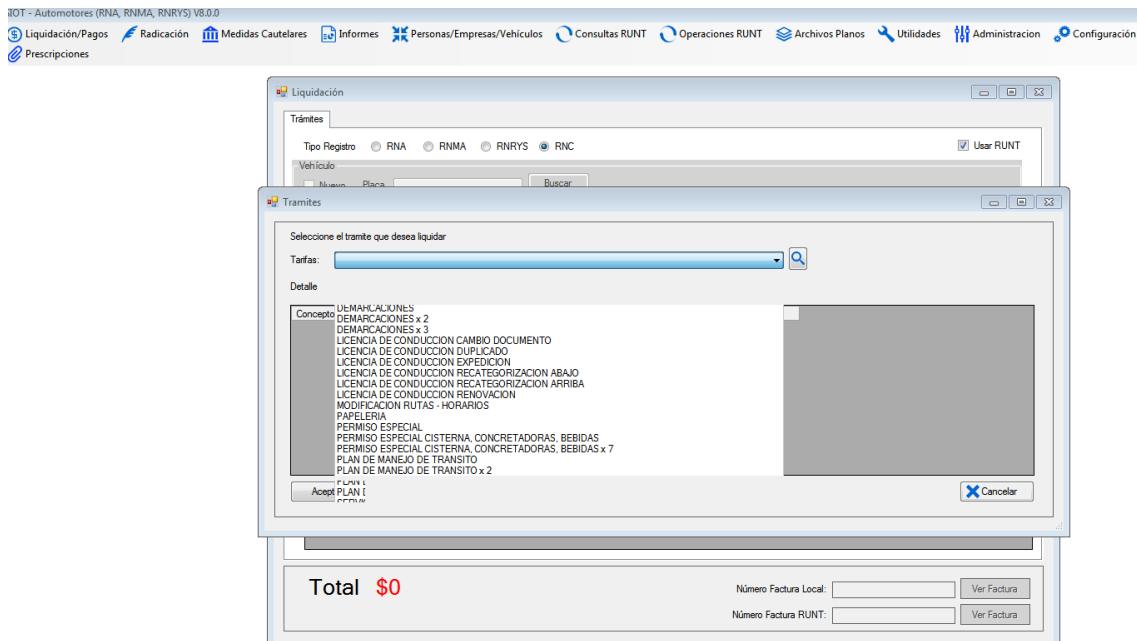 - Automotores (RNA, RNMA, RNRYS) V8.0.0
Liquidación/Pagos Radicación Medidas Cautelares Informes Personas/Empresas/Vehículos Consultas RUNT Operaciones RUNT Archivos Planos Utilidades Administracion Configuración
Prescripciones
Liquidación
Trámites
Tipo Registro RNA RNMA RNRYS RNC Usar RUNT
Vehículo
Nuevo Placa Buscar
Tramites
Seleccione el tramite que desea liquidar
Tarifas:
Detalle
Concepto
DEMARCACIONES
DEMARCACIONES x 2
DEMARCACIONES x 3
LICENCIA DE CONDUCCION CAMBIO DOCUMENTO
LICENCIA DE CONDUCCION DUPLICADO
LICENCIA DE CONDUCCION EXPEDICION
LICENCIA DE CONDUCCION RECATEGORIZACION ABAJO
LICENCIA DE CONDUCCION RECATEGORIZACION ARRIBA
LICENCIA DE CONDUCCION RENOVACION
MODIFICACION RUTAS - HORARIOS
PAPELERIA
PERMISO ESPECIAL
PERMISO ESPECIAL CISTERNA, CONCRETADORAS, BEBIDAS
PERMISO ESPECIAL CISTERNA, CONCRETADORAS, BEBIDAS x 7
PLAN DE MANEJO DE TRANSITO
PLAN DE MANEJO DE TRANSITO x 2
PLAN
Acept PLAN Cancelar
Total $0
Número Factura Local: Ver Factura
Número Factura RUNT: Ver Factura